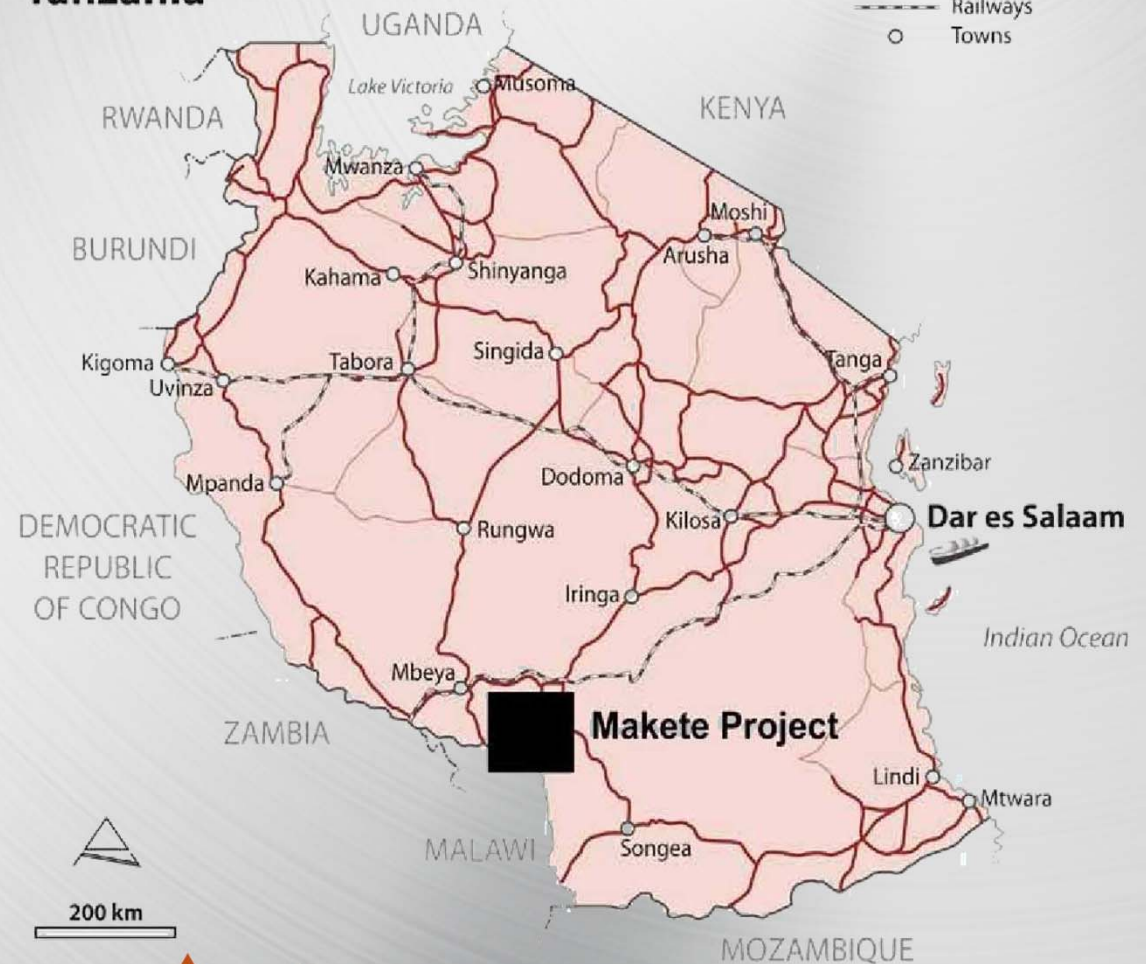 Tanzania
Railways
Towns
UGANDA
Lake Victoria
Musoma
KENYA
RWANDA
Mwanza
Moshi
Arusha
BURUNDI
Kahama
Shinyanga
Kigoma
Uvinza
Tabora
Singida
Tanga
Mpanda
Dodoma
Zanzibar
Rungwa
Kilosa
Dar es Salaam
DEMOCRATIC
REPUBLIC
OF CONGO
Iringa
Indian Ocean
Mbeya
ZAMBIA
Makete Project
Lindi
Mtwara
MALAWI
Songea
200 km
MOZAMBIQUE